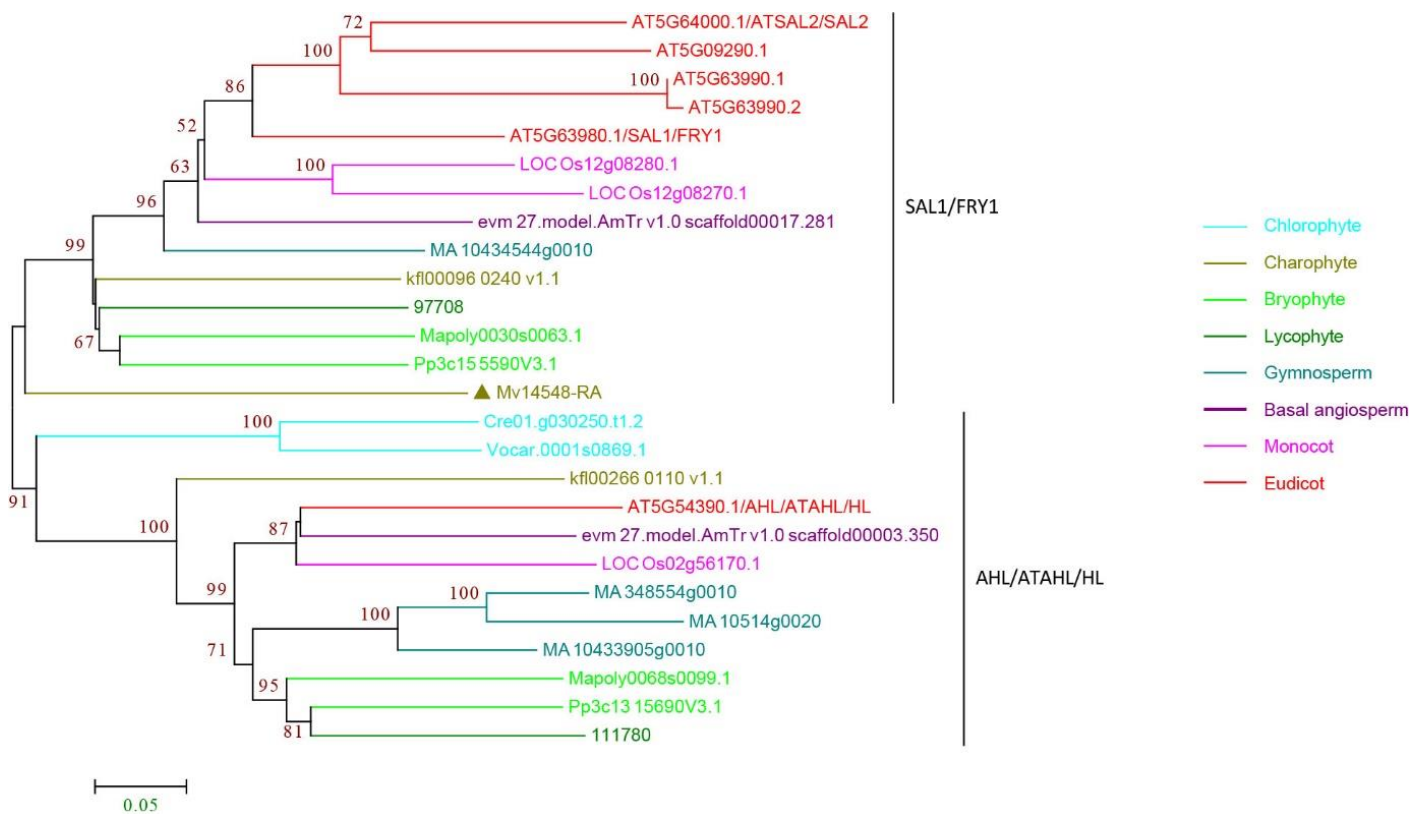 72
AT5G64000.1/ATSAL2/SAL2
100
AT5G09290.1
100
AT5G63990.1
86
AT5G63990.2
52
AT5G63980.1/SAL1/FRY1
100
LOC Os12g08280.1
63
LOC Os12g08270.1
96
evm 27.model.AmTr v1.0 scaffold00017.281
SAL1/FRY1
99
MA 10434544g0010
kfl00096 0240 v1.1
97708
67
Mapoly0030s0063.1
Pp3c15 5590V3.1
Mv14548-RA
100
Cre01.g030250.t1.2
Vocar.0001s0869.1
91
kfl00266 0110 v1.1
100
AT5G54390.1/AHL/ATAHL/HL
87
evm 27.model.AmTr v1.0 scaffold00003.350
LOC Os02g56170.1
AHL/ATAHL/HL
99
100
MA 348554g0010
100
MA 10514g0020
71
MA 10433905g0010
95
Mapoly0068s0099.1
Pp3c13 15690V3.1
81
111780
0.05
Chlorophyte
Charophyte
Bryophyte
Lycophyte
Gymnosperm
Basal angiosperm
Monocot
Eudicot